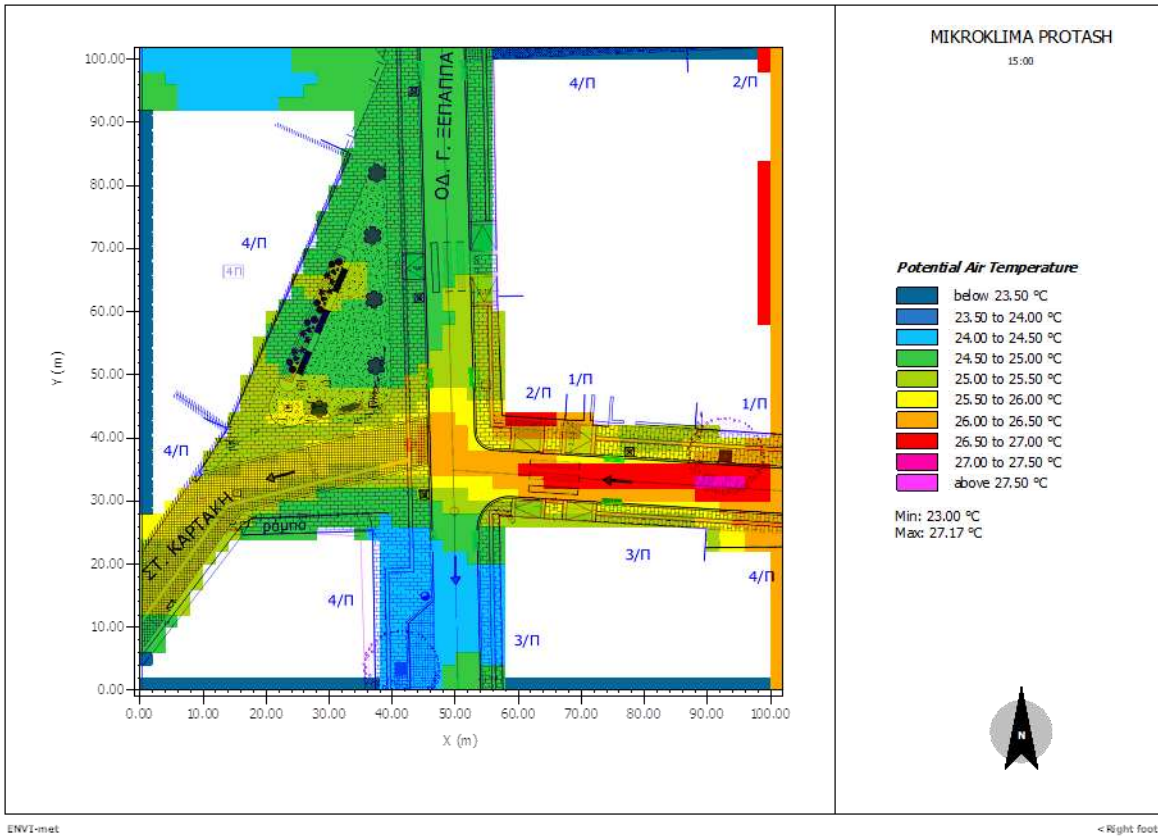 MIKROKLIMA PROTASH
15:00
Potential Air Temperature
below 23.50 °C
23.50 to 24.00 °C
24.00 to 24.50 °C
24.50 to 25.00 °C
25.00 to 25.50 °C
25.50 to 26.00 °C
26.00 to 26.50 °C
26.50 to 27.00 °C
27.00 to 27.50 °C
above 27.50 °C
Min: 23.00 °C
Max: 27.17 °C
N
100.00
90.00
80.00
70.00
60.00
50.00
40.00
30.00
20.00
10.00
0.00
Y (m)
0.00 10.00 20.00 30.00 40.00 50.00 60.00 70.00 80.00 90.00 100.00
X (m)
ΟΔ. Γ. ΞΕΠΑΠΠΑ
ΣΤ. ΚΑΡΤΑΚΗ
ράμπα
4/Π
2/Π
4/Π
4Π
2/Π
1/Π
1/Π
4/Π
3/Π
4/Π
4/Π
3/Π
ENVI-met
< Right foot